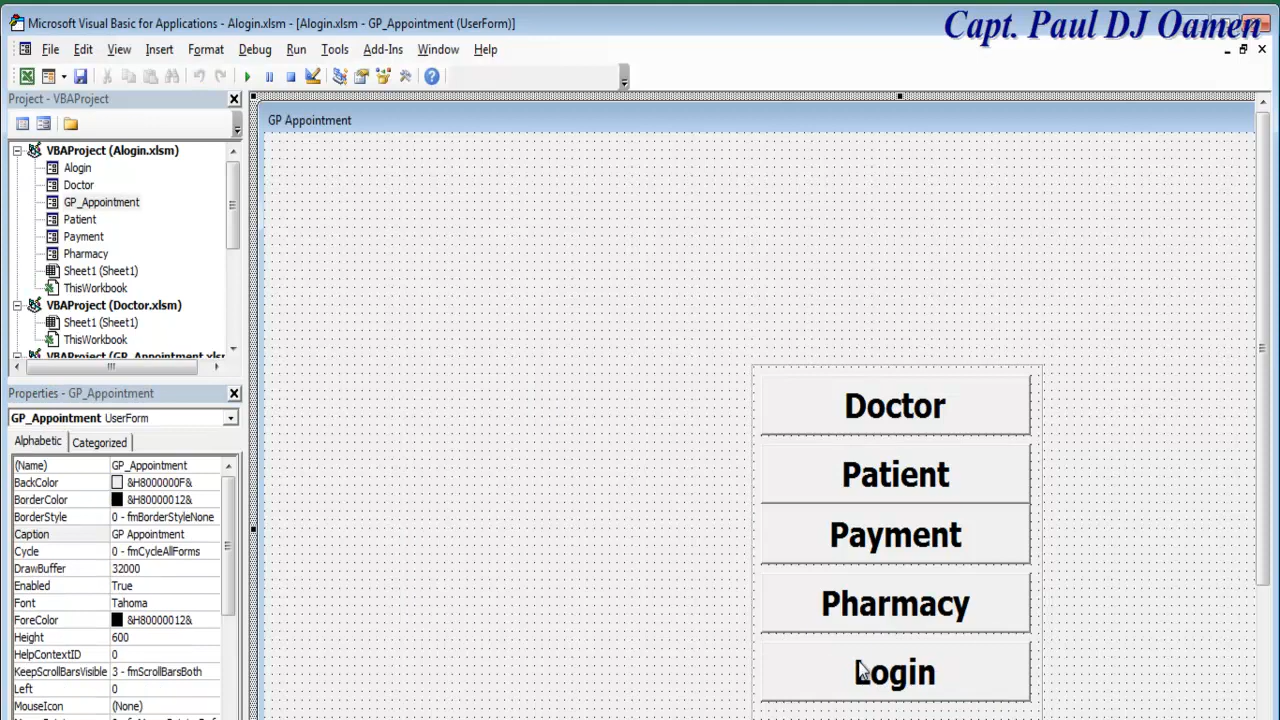 Microsoft Visual Basic for Applications - Alogin.xlsm - [Alogin.xlsm - GP_Appointment (UserForm)]
Capt. Paul DJ Oamen
File Edit View Insert Format Debug Run Tools Add-Ins Window Help
Project - VBAProject
VBAProject (Alogin.xlsm)
Alogin
Doctor
GP_Appointment
Patient
Payment
Pharmacy
Sheet1 (Sheet1)
ThisWorkbook
VBAProject (Doctor.xlsm)
Sheet1 (Sheet1)
ThisWorkbook
VBAProject (GP_Appointment.xlsr
Properties - GP_Appointment
GP_Appointment UserForm
Alphabetic Categorized
(Name) GP_Appointment
BackColor &H8000000F&
BorderColor &H80000012&
BorderStyle 0 - fmBorderStyleNone
Caption GP Appointment
Cycle 0 - fmCycleAllForms
DrawBuffer 32000
Enabled True
Font Tahoma
ForeColor &H80000012&
Height 600
HelpContextID 0
KeepScrollBarsVisible 3 - fmScrollBarsBoth
Left 0
MouseIcon (None)
GP Appointment
Doctor
Patient
Payment
Pharmacy
Login